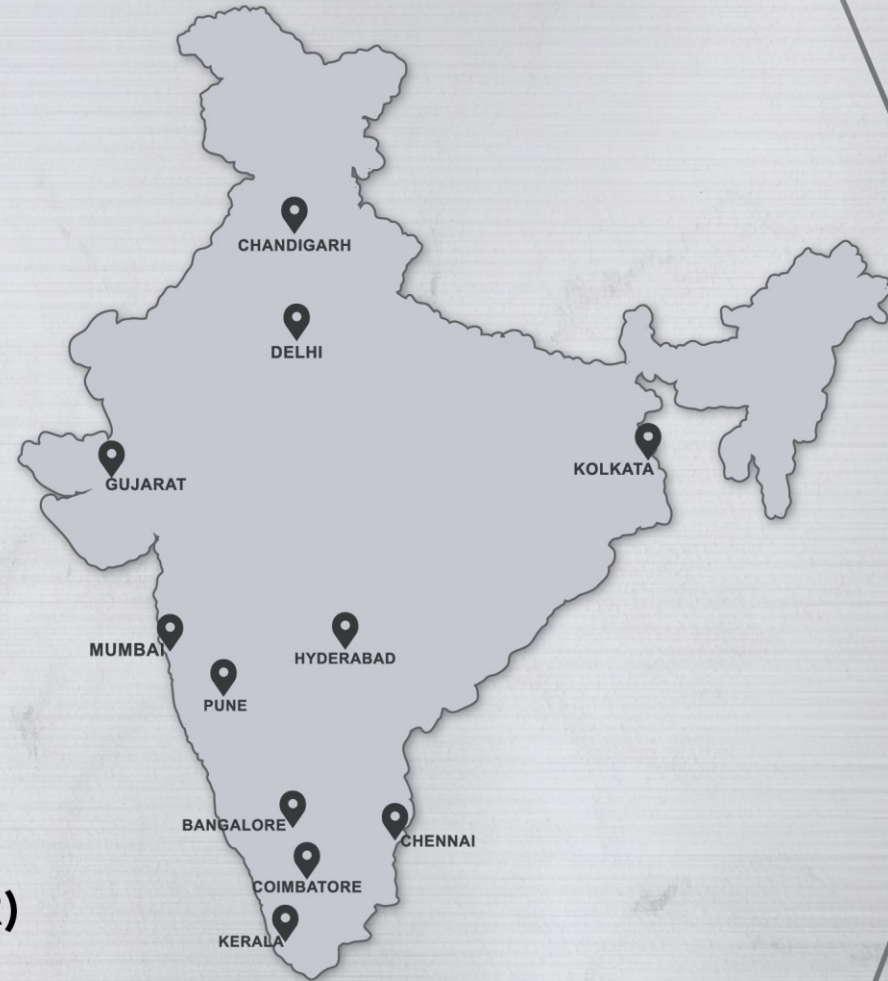 CHANDIGARH
DELHI
GUJARAT
KOLKATA
MUMBAI
HYDERABAD
PUNE
BANGALORE
CHENNAI
COIMBATORE
KERALA